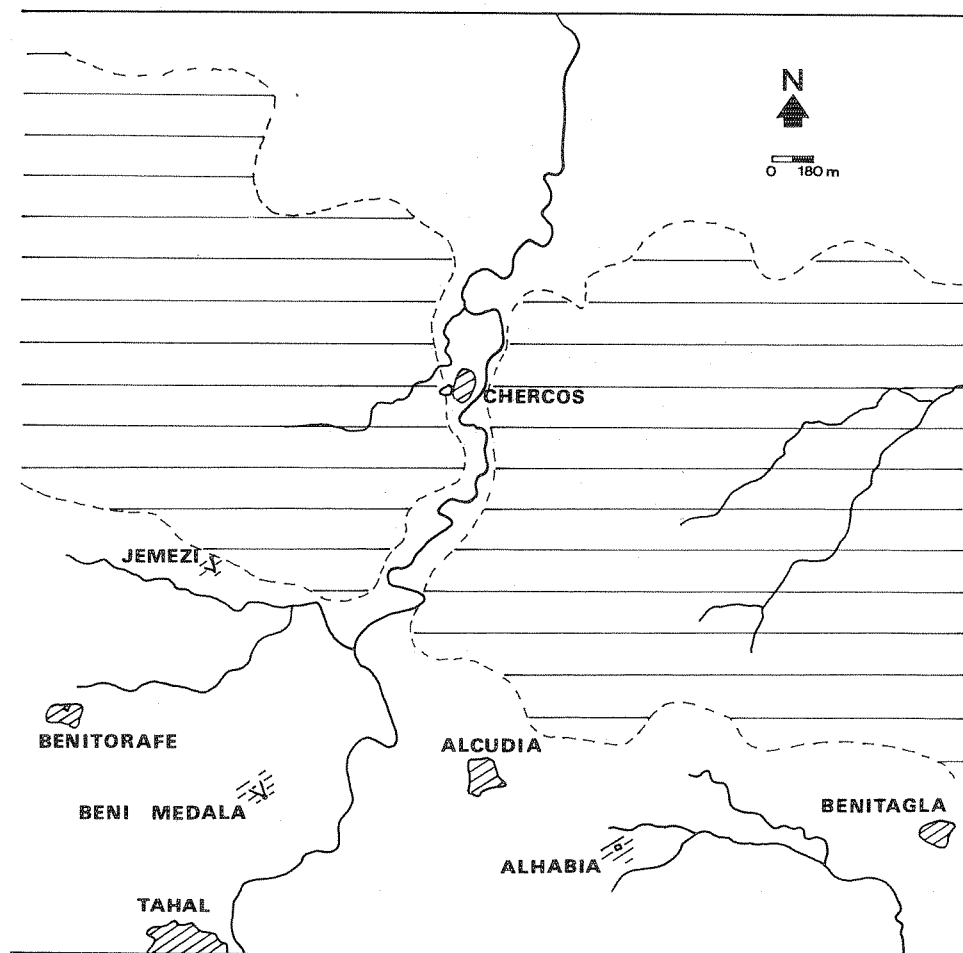 N
0 180 m
CHERCOS
JEMEZI
BENITORAFE
ALCUDIA
BENI MEDALA
BENITAGLA
ALHABIA
TAHAL